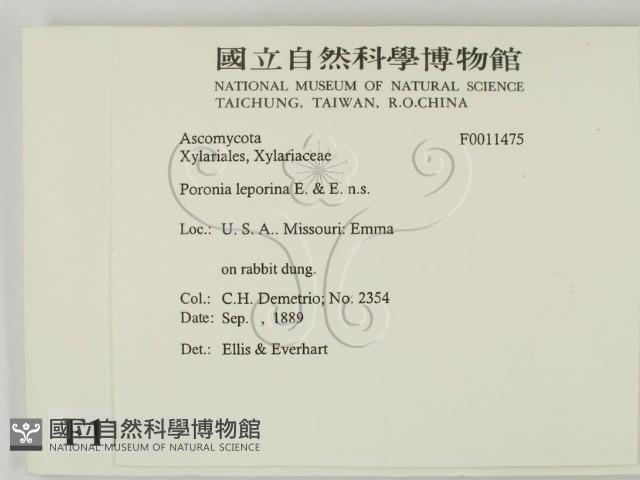 國立自然科學博物館
NATIONAL MUSEUM OF NATURAL SCIENCE
TAICHUNG, TAIWAN, R.O.CHINA
Ascomycota F0011475
Xylariales, Xylariaceae
Poronia leporina E. & E. n.s.
Loc.: U. S. A.. Missouri: Emma
on rabbit dung.
Col.: C.H. Demetrio; No. 2354
Date: Sep. , 1889
Det.: Ellis & Everhart
F1
國立自然科學博物館
NATIONAL MUSEUM OF NATURAL SCIENCE